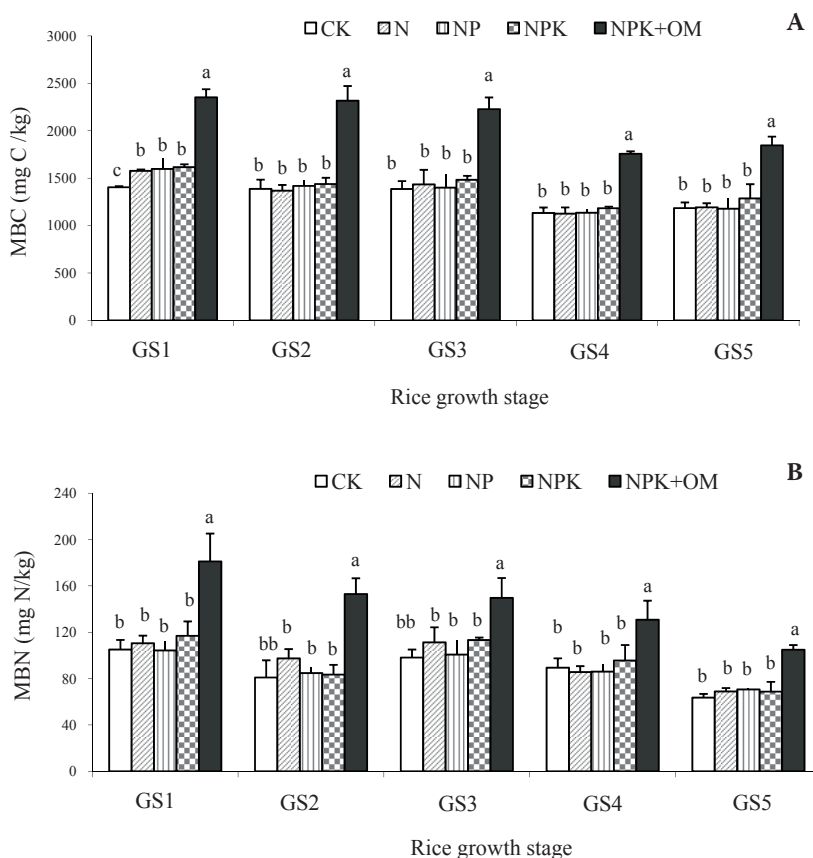 CK N NP NPK NPK+OM A
3000
2500
2000
1500
1000
500
0
MBC (mg C /kg)
c b b b a
b b b b a
b b b b a
b b b b a
b b b b a
GS1 GS2 GS3 GS4 GS5
Rice growth stage
CK N NP NPK NPK+OM B
240
200
160
120
80
40
0
MBN (mg N/kg)
b b b b a
bb b b b a
bb b b b a
b b b b a
b b b b a
GS1 GS2 GS3 GS4 GS5
Rice growth stage